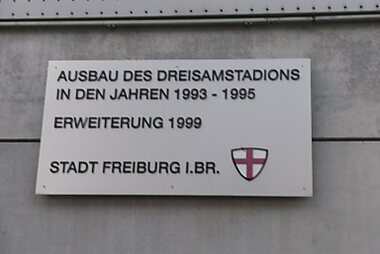 AUSBAU DES DREISAMSTADIONS
IN DEN JAHREN 1993 - 1995
ERWEITERUNG 1999
STADT FREIBURG I.BR.